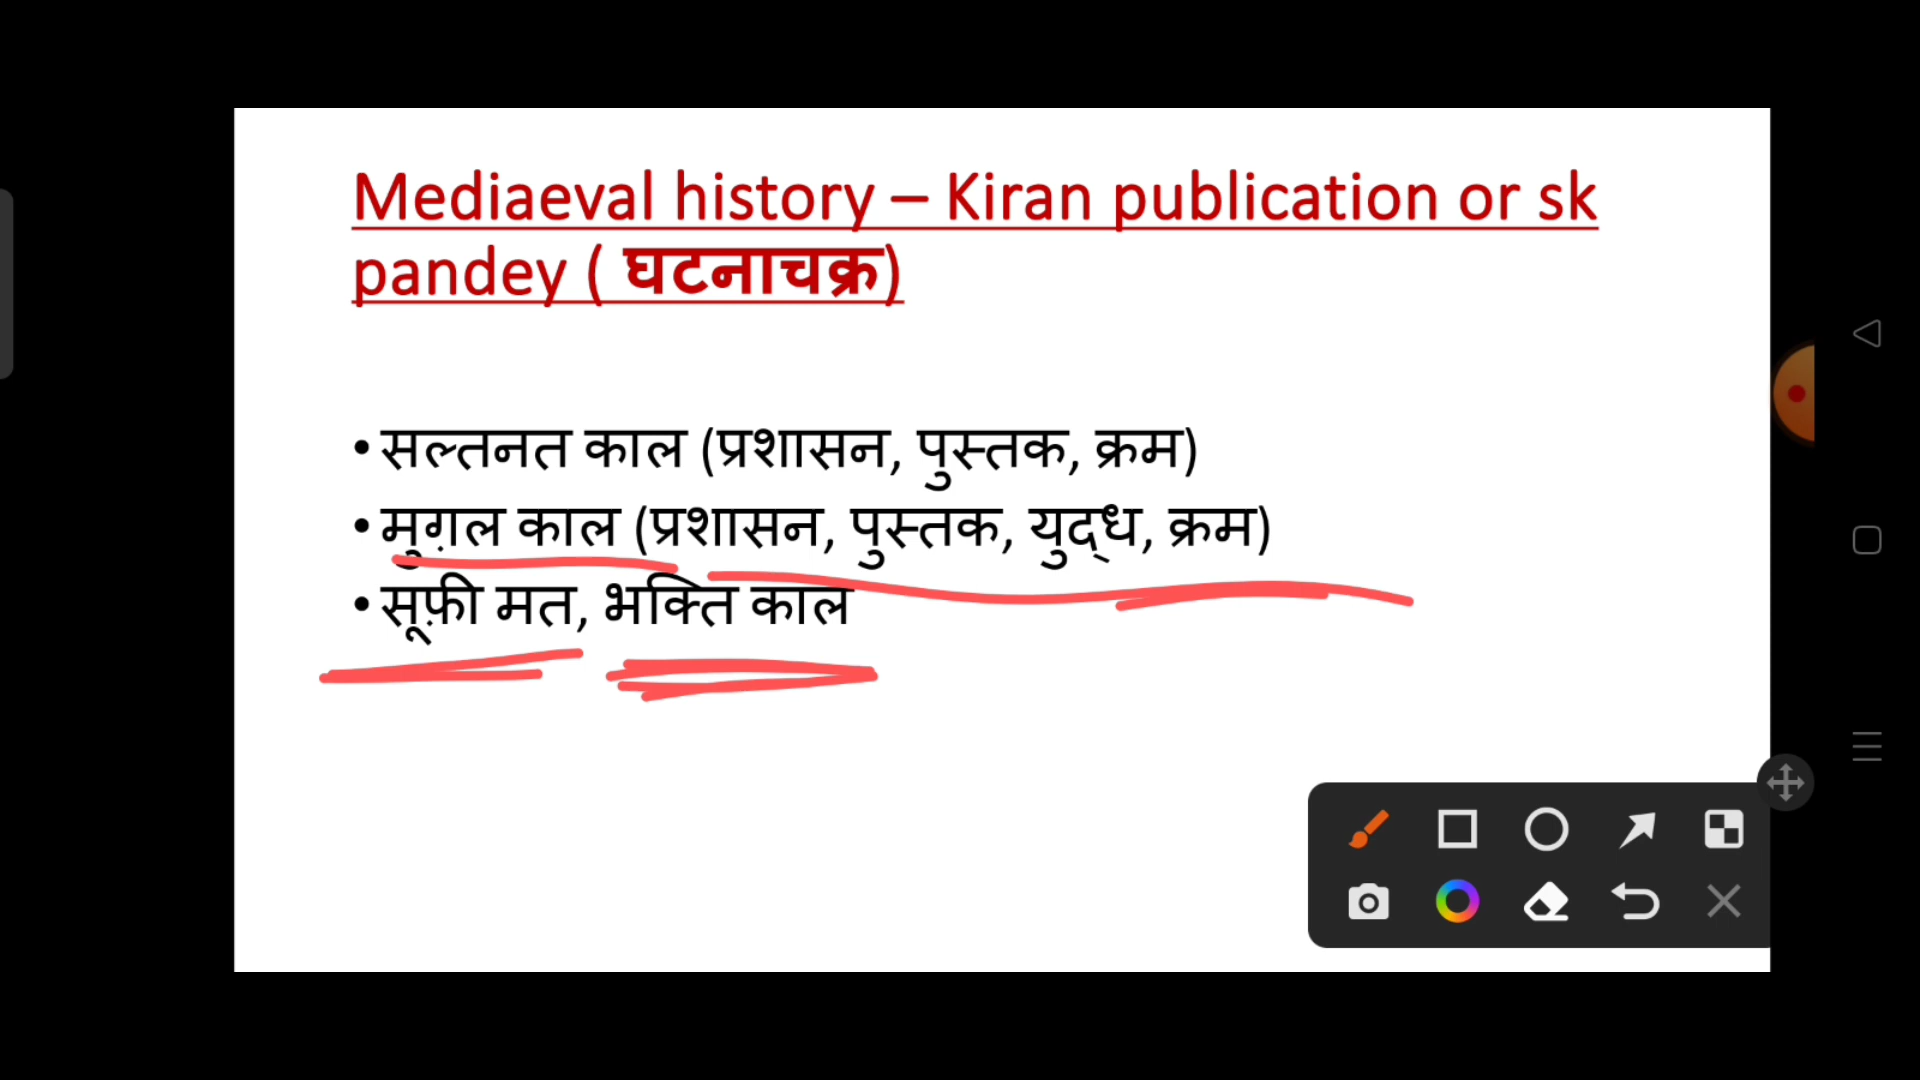 Mediaeval history – Kiran publication or sk
pandey ( घटनाचक्र)
• सल्तनत काल (प्रशासन, पुस्तक, क्रम)
• मुग़ल काल (प्रशासन, पुस्तक, युद्ध, क्रम)
• सूफ़ी मत, भक्ति काल